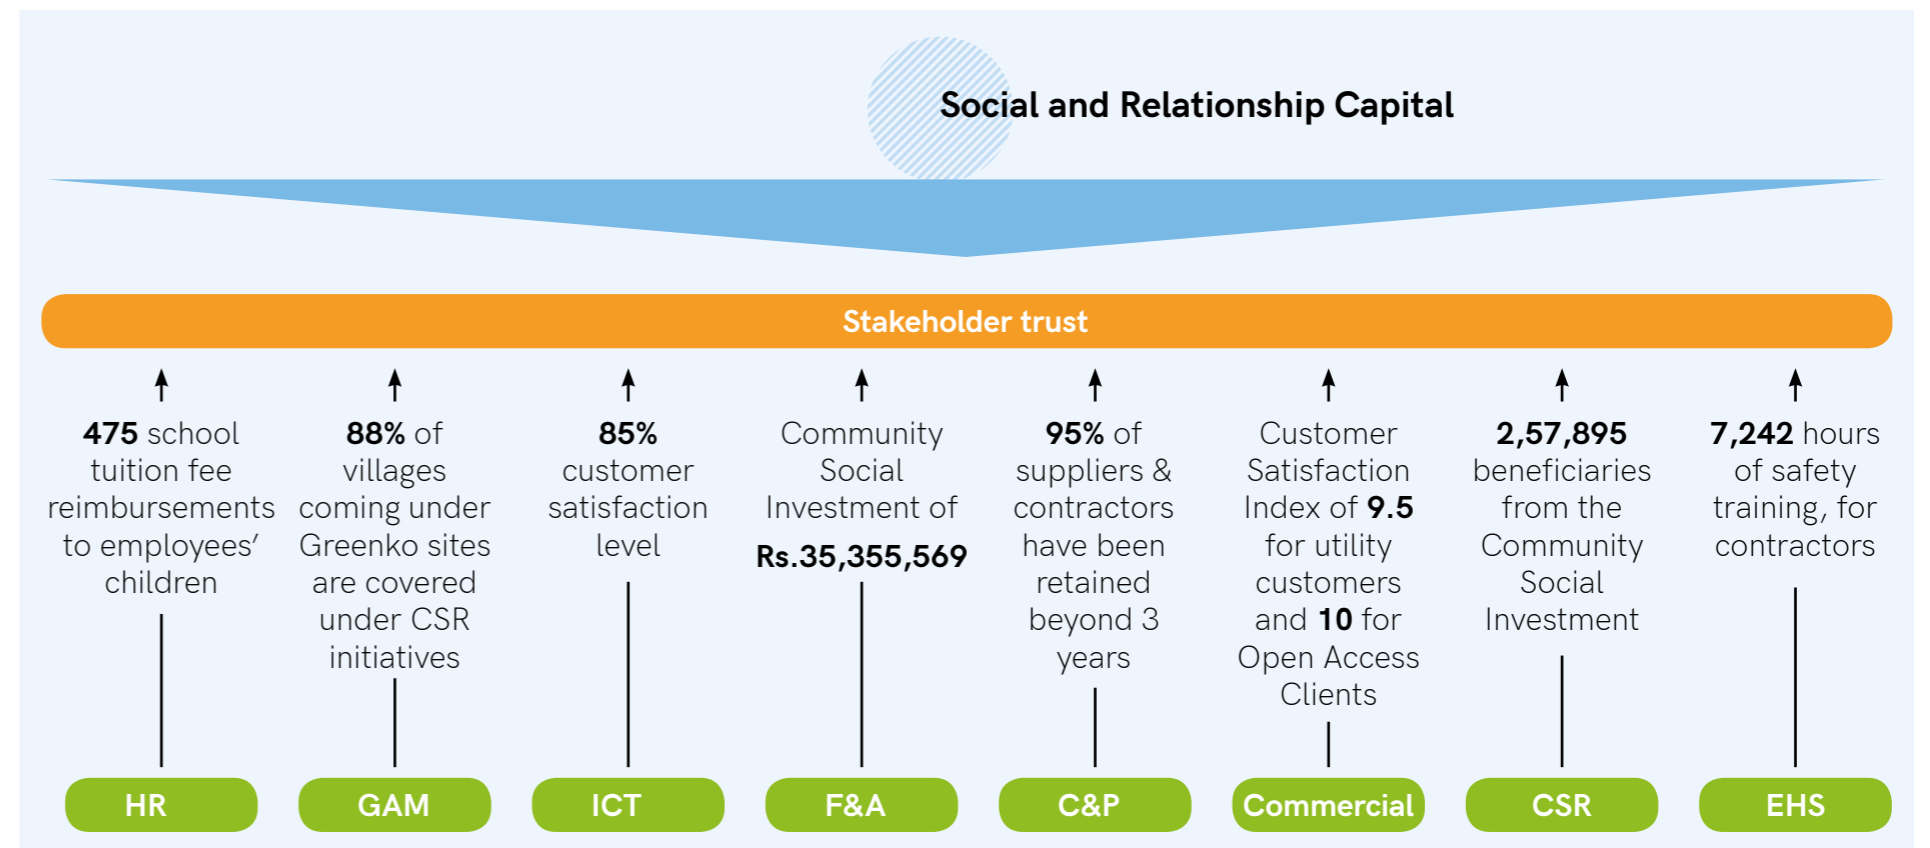 Social and Relationship Capital
Stakeholder trust
475 school
tuition fee
reimbursements
to employees’
children
88% of
villages
coming under
Greenko sites
are covered
under CSR
initiatives
85%
customer
satisfaction
level
Community
Social
Investment of
Rs.35,355,569
95% of
suppliers &
contractors
have been
retained
beyond 3
years
Customer
Satisfaction
Index of 9.5
for utility
customers
and 10 for
Open Access
Clients
2,57,895
beneficiaries
from the
Community
Social
Investment
7,242 hours
of safety
training, for
contractors
HR
GAM
ICT
F&A
C&P
Commercial
CSR
EHS